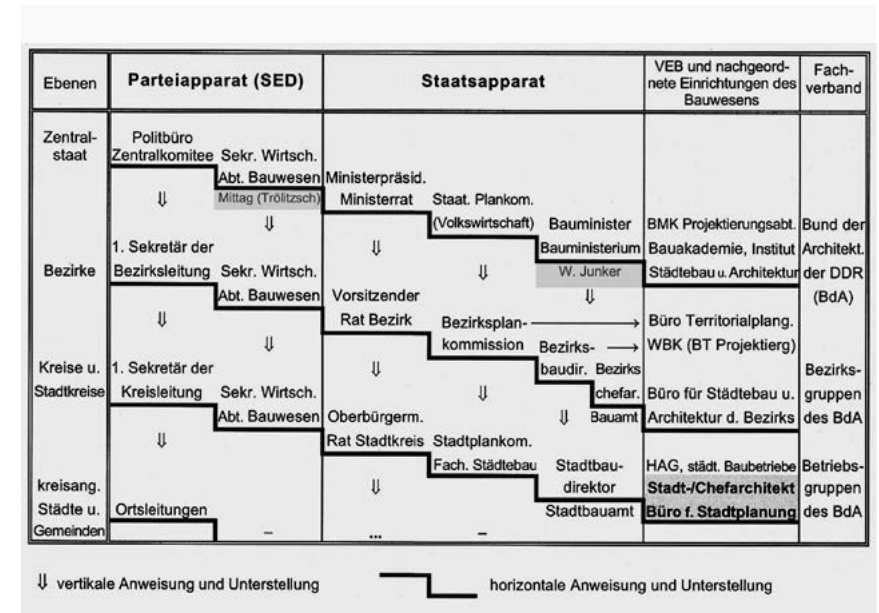 Ebenen
Parteiapparat (SED)
Staatsapparat
VEB und nachgeord-
nete Einrichtungen des
Bauwesens
Fach-
verband
Zentral-
staat
Politbüro
Zentralkomitee
Sekr. Wirtsch.
Abt. Bauwesen
Mittag (Trölitzsch)
Ministerpräsid.
Ministerrat
Staat. Plankom.
(Volkswirtschaft)
Bauminister
Bauministerium
W. Junker
BMK Projektierungsabt.
Bauakademie, Institut
Städtebau u. Architektur
Bund der
Architekt.
der DDR
(BdA)
Bezirke
1. Sekretär der
Bezirksleitung
Sekr. Wirtsch.
Abt. Bauwesen
Vorsitzender
Rat Bezirk
Bezirksplan-
kommission
Bezirks-
baudir.
Bezirks
chefar.
Bauamt
Büro Territorialplang.
WBK (BT Projektierg)
Büro für Städtebau u.
Architektur d. Bezirks
Bezirks-
gruppen
des BdA
Kreise u.
Stadtkreise
1. Sekretär der
Kreisleitung
Sekr. Wirtsch.
Abt. Bauwesen
Oberbürgerm.
Rat Stadtkreis
Stadtplankom.
Fach. Städtebau
Stadtbau-
direktor
Stadtbauamt
HAG, städt. Baubetriebe
Stadt-/Chefarchitekt
Büro f. Stadtplanung
Betriebs-
gruppen
des BdA
kreisang.
Städte u.
Gemeinden
Ortsleitungen
–
...
–
⇓ vertikale Anweisung und Unterstellung
horizontale Anweisung und Unterstellung